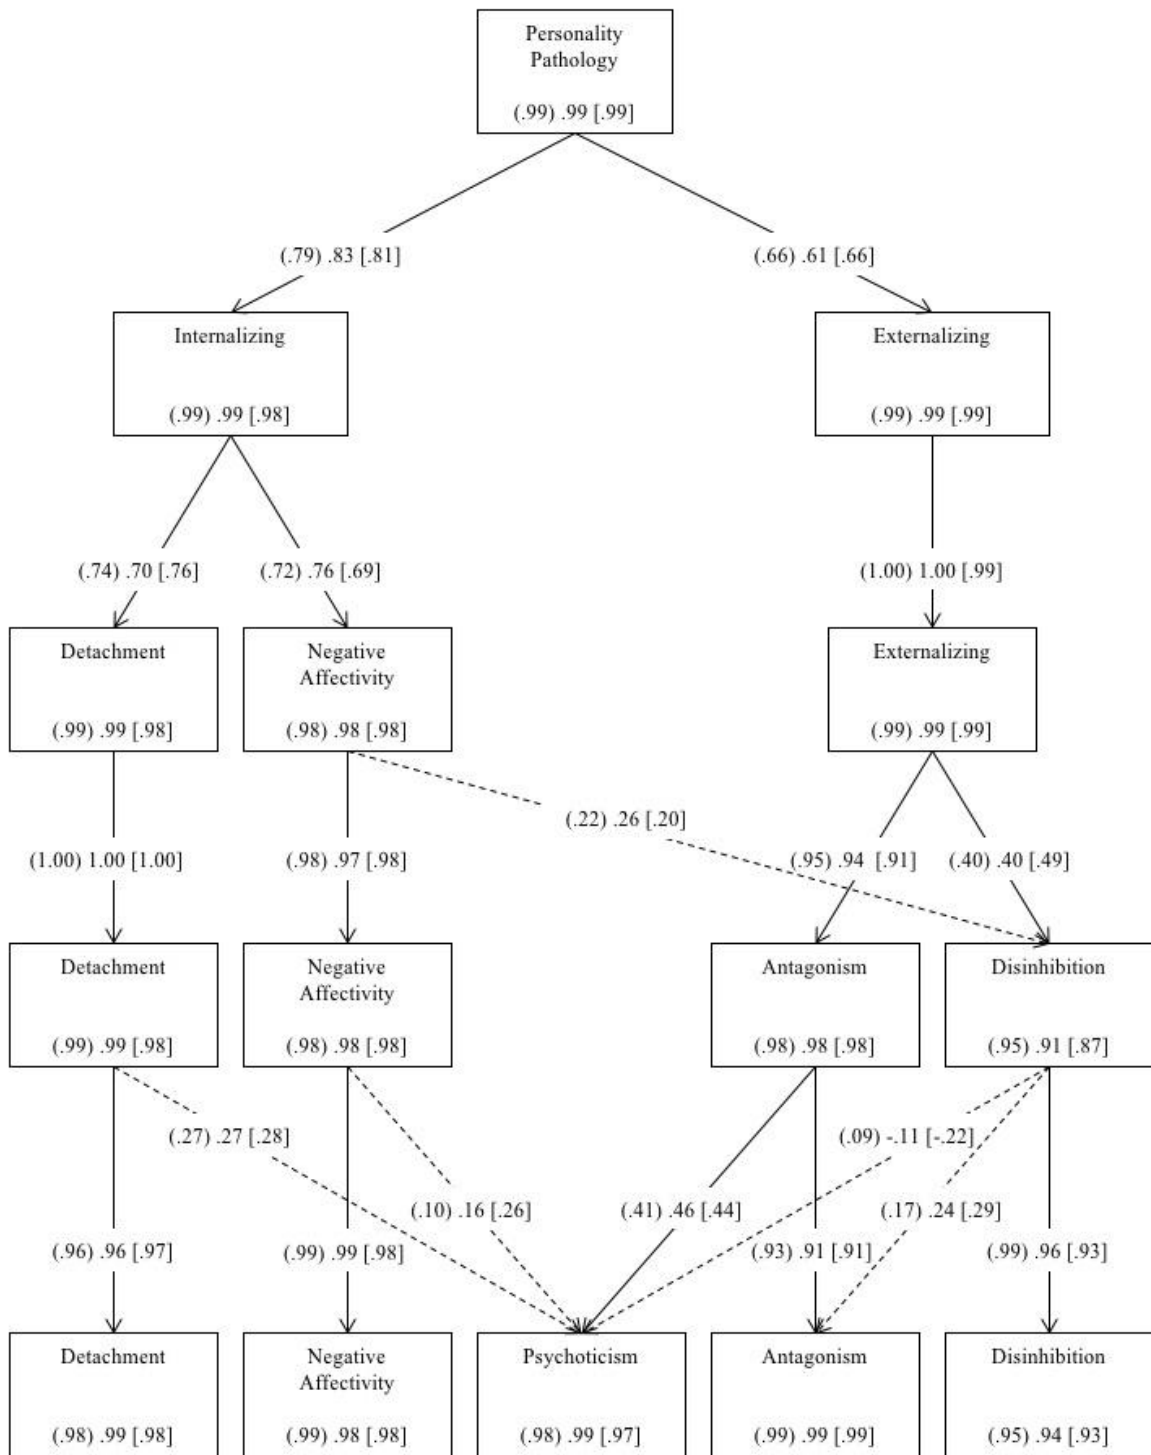 Personality
Pathology
(.99) .99 [.99]
(.79) .83 [.81]
(.66) .61 [.66]
Internalizing
(.99) .99 [.98]
Externalizing
(.99) .99 [.99]
(.74) .70 [.76]
(.72) .76 [.69]
(1.00) 1.00 [.99]
Detachment
(.99) .99 [.98]
Negative
Affectivity
(.98) .98 [.98]
Externalizing
(.99) .99 [.99]
(.22) .26 [.20]
(1.00) 1.00 [1.00]
(.98) .97 [.98]
(.95) .94 [.91]
(.40) .40 [.49]
Detachment
(.99) .99 [.98]
Negative
Affectivity
(.98) .98 [.98]
Antagonism
(.98) .98 [.98]
Disinhibition
(.95) .91 [.87]
(.27) .27 [.28]
(.09) -.11 [-.22]
(.10) .16 [.26]
(.41) .46 [.44]
(.17) .24 [.29]
(.96) .96 [.97]
(.99) .99 [.98]
(.93) .91 [.91]
(.99) .96 [.93]
Detachment
(.98) .99 [.98]
Negative
Affectivity
(.99) .98 [.98]
Psychoticism
(.98) .99 [.97]
Antagonism
(.99) .99 [.99]
Disinhibition
(.95) .94 [.93]